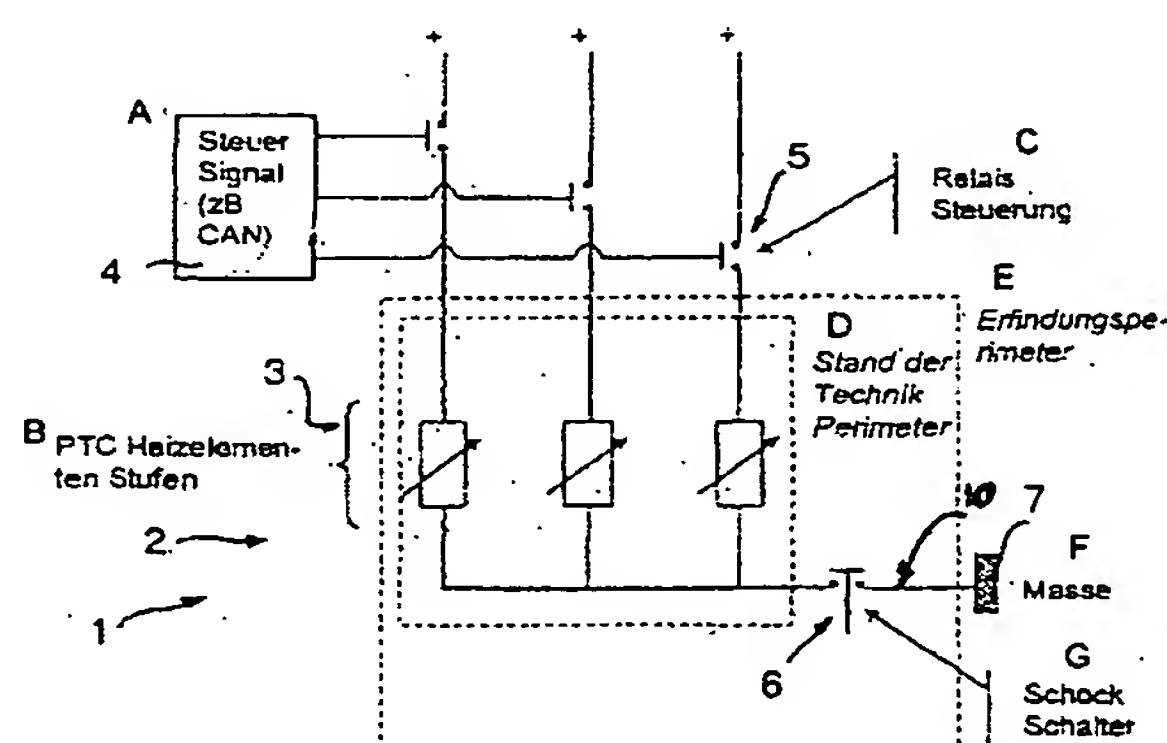 + + +
A
Steuer
Signal
(zB
CAN)
4
5
C
Relais
Steuerung
E
Erfindungspe-
rimeter
D
Stand der
Technik
Perimeter
3
B PTC Heizelemen-
ten Stufen
2
1
10
7
F
Masse
6
G
Schock
Schalter